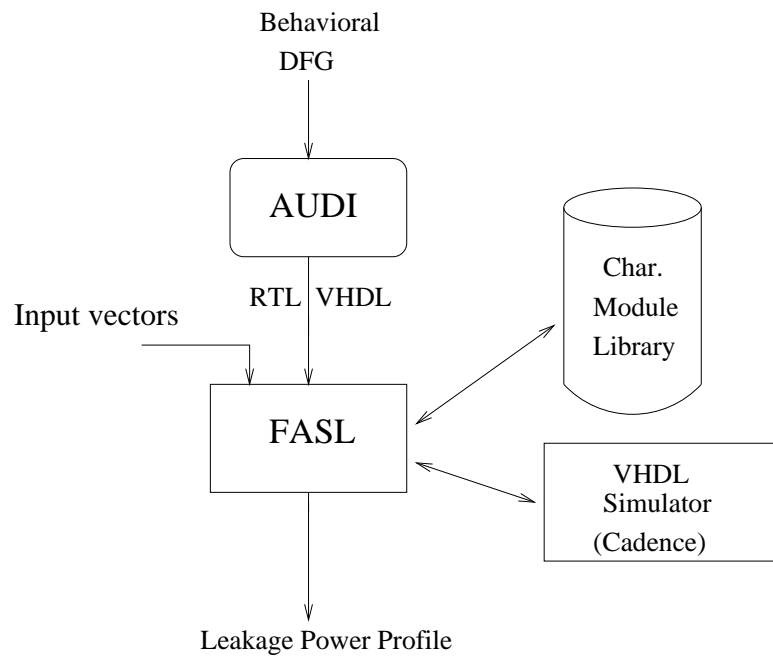 Behavioral
DFG
AUDI
RTL VHDL
Input vectors
Char.
Module
Library
FASL
VHDL
Simulator
(Cadence)
Leakage Power Profile